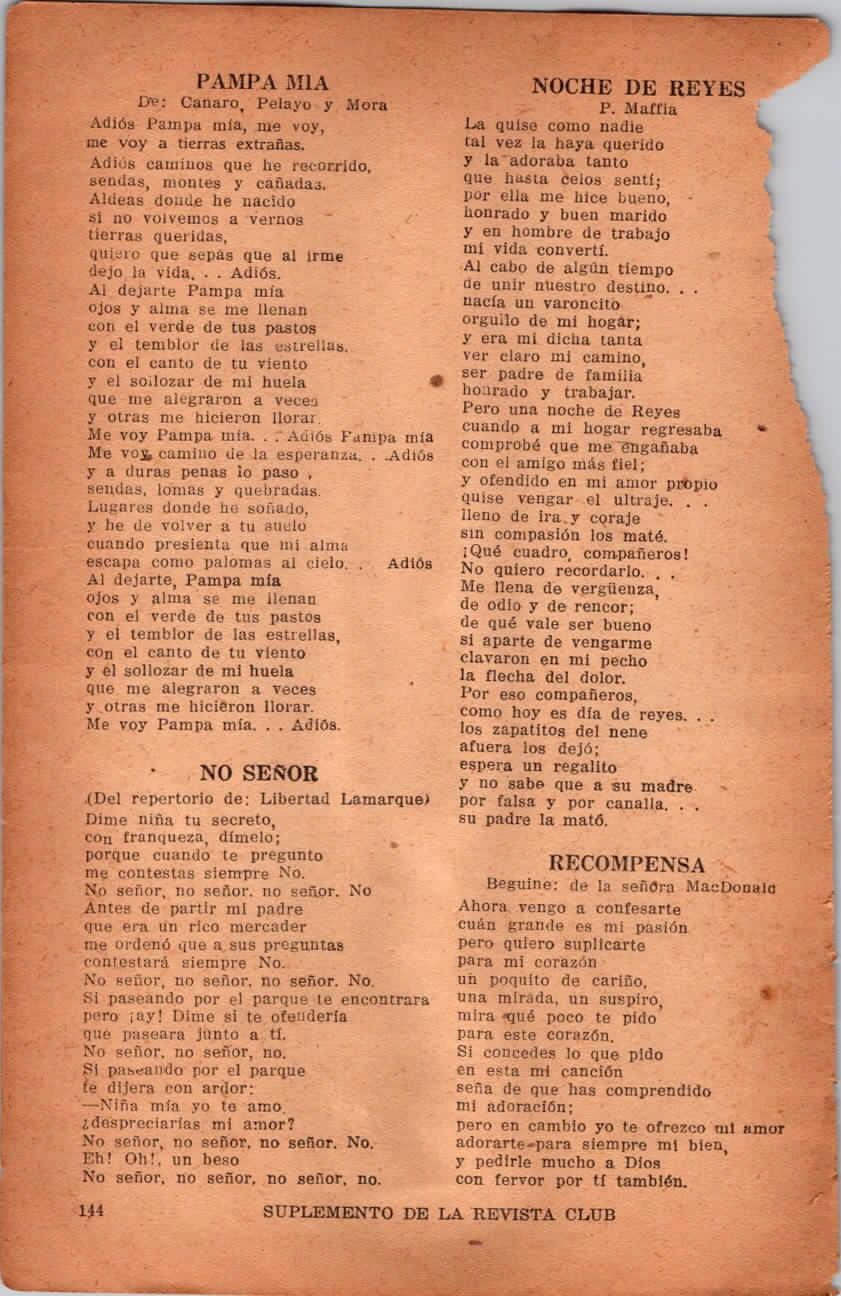 PAMPA MIA
De: Canaro, Pelayo y Mora
Adiós Pampa mía, me voy,
me voy a tierras extrañas.
Adiós caminos que he recorrido,
sendas, montes y cañadas.
Aldeas donde he nacido
si no volvemos a vernos
tierras queridas,
quiero que sepas que al irme
dejo la vida. . . Adiós.
Al dejarte Pampa mía
ojos y alma se me llenan
con el verde de tus pastos
y el temblor de las estrellas.
con el canto de tu viento
y el sollozar de mi huela
que me alegraron a veces
y otras me hicieron llorar.
Me voy Pampa mía. . . Adiós Pampa mía
Me voy camino de la esperanza. . .Adiós
y a duras penas lo paso ,
sendas, lomas y quebradas.
Lugares donde he soñado,
y he de volver a tu suelo
cuando presienta que mi alma
escapa como palomas al cielo. . Adiós
Al dejarte, Pampa mía
ojos y alma se me llenan
con el verde de tus pastos
y el temblor de las estrellas,
con el canto de tu viento
y el sollozar de mi huela
que me alegraron a veces
y otras me hicieron llorar.
Me voy Pampa mía. . . Adiós.
NO SEÑOR
(Del repertorio de: Libertad Lamarque)
Dime niña tu secreto,
con franqueza, dímelo;
porque cuando te pregunto
me contestas siempre No.
No señor, no señor. no señor. No
Antes de partir mi padre
que era un rico mercader
me ordenó que a sus preguntas
contestará siempre No.
No señor, no señor, no señor. No.
Si paseando por el parque te encontrara
pero ¡ay! Dime si te ofendería
que paseara junto a tí.
No señor, no señor, no.
Si paseando por el parque
te dijera con ardor:
—Niña mía yo te amo.
¿despreciarías mi amor?
No señor, no señor, no señor. No.
Eh! Oh!, un beso
No señor, no señor, no señor, no.
NOCHE DE REYES
P. Maffia
La quise como nadie
tal vez la haya querido
y la adoraba tanto
que hasta celos sentí;
por ella me hice bueno,
honrado y buen marido
y en hombre de trabajo
mi vida convertí.
Al cabo de algún tiempo
de unir nuestro destino. . .
nacía un varoncito
orgullo de mi hogár;
y era mi dicha tanta
ver claro mi camino,
ser padre de familia
honrado y trabajar.
Pero una noche de Reyes
cuando a mi hogar regresaba
comprobé que me engañaba
con el amigo más fiel;
y ofendido en mi amor propio
quise vengar el ultraje. . .
lleno de ira y coraje
sin compasión los maté.
¡Qué cuadro, compañeros!
No quiero recordarlo. . .
Me llena de vergüenza,
de odio y de rencor;
de qué vale ser bueno
si aparte de vengarme
clavaron en mi pecho
la flecha del dolor.
Por eso compañeros,
como hoy es día de reyes. . .
los zapatitos del nene
afuera los dejó;
espera un regalito
y no sabe que a su madre
por falsa y por canalla. . .
su padre la mató.
RECOMPENSA
Beguine: de la señóra MacDonald
Ahora vengo a confesarte
cuán grande es mi pasión
pero quiero suplicarte
para mi corazón
un poquito de cariño,
una mirada, un suspiro,
mira qué poco te pido
para este corazón.
Si concedes lo que pido
en esta mi canción
seña de que has comprendido
mi adoración;
pero en cambio yo te ofrezco mi amor
adorarte para siempre mi bien,
y pedirle mucho a Dios
con fervor por tí también.
144 SUPLEMENTO DE LA REVISTA CLUB